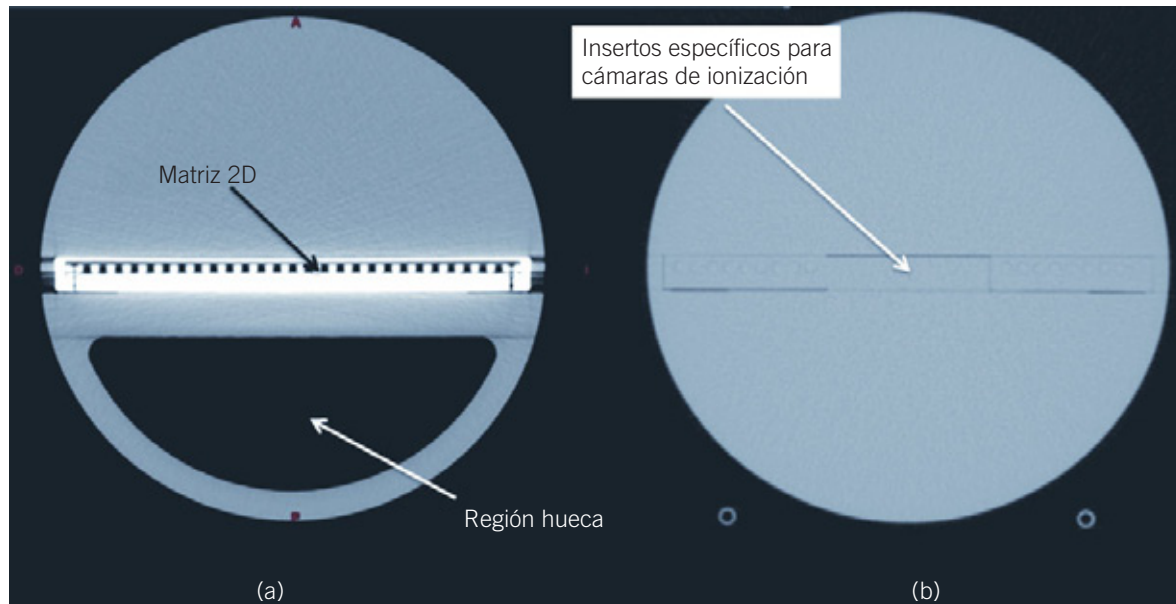 A
Insertos específicos para
cámaras de ionización
Matriz 2D
D
I
P
Región hueca
(a)
(b)